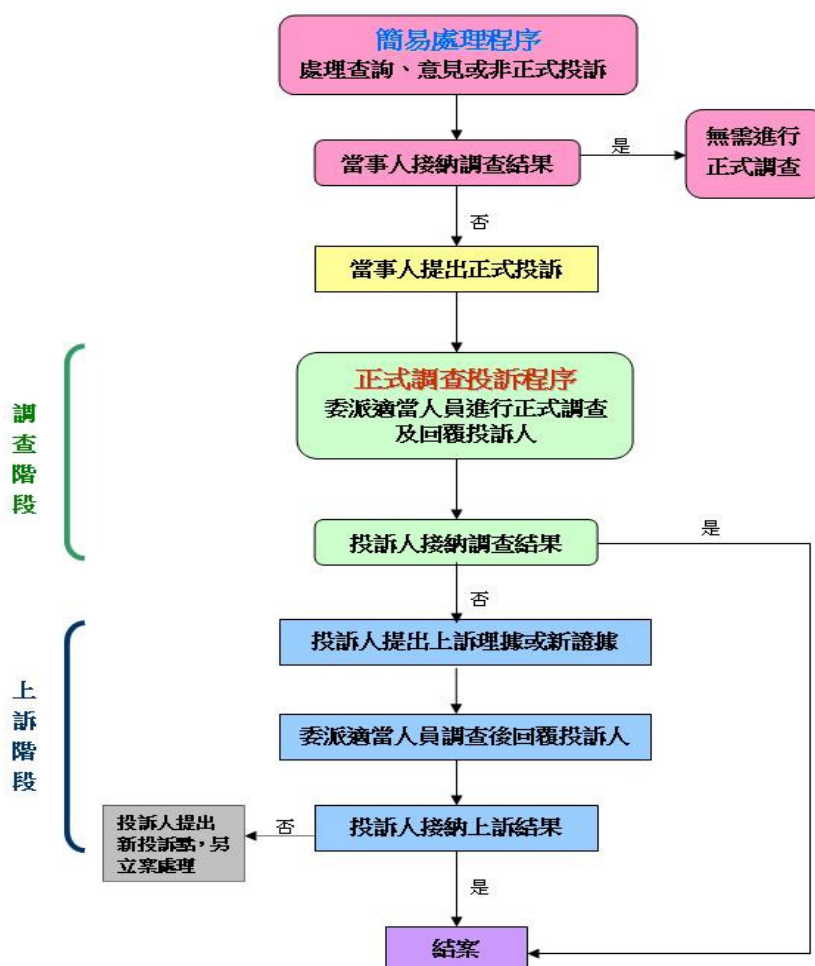 簡易處理程序
處理查詢、意見或非正式投訴
當事人接納調查結果
是
無需進行
正式調查
否
當事人提出正式投訴
調查階段
正式調查投訴程序
委派適當人員進行正式調查
及回覆投訴人
投訴人接納調查結果
是
否
上訴階段
投訴人提出上訴理據或新證據
委派適當人員調查後回覆投訴人
投訴人接納上訴結果
否
投訴人提出
新投訴點，另
立案處理
是
結案